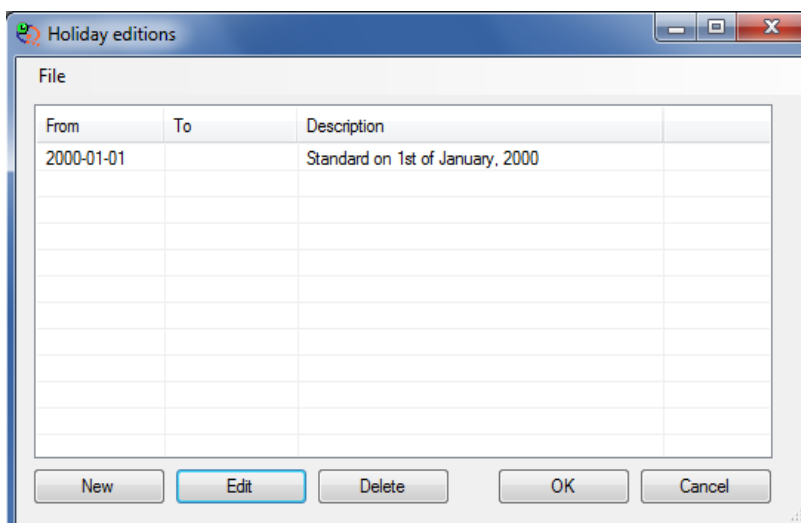 Holiday editions
File
From To Description
2000-01-01 Standard on 1st of January, 2000
New Edit Delete OK Cancel